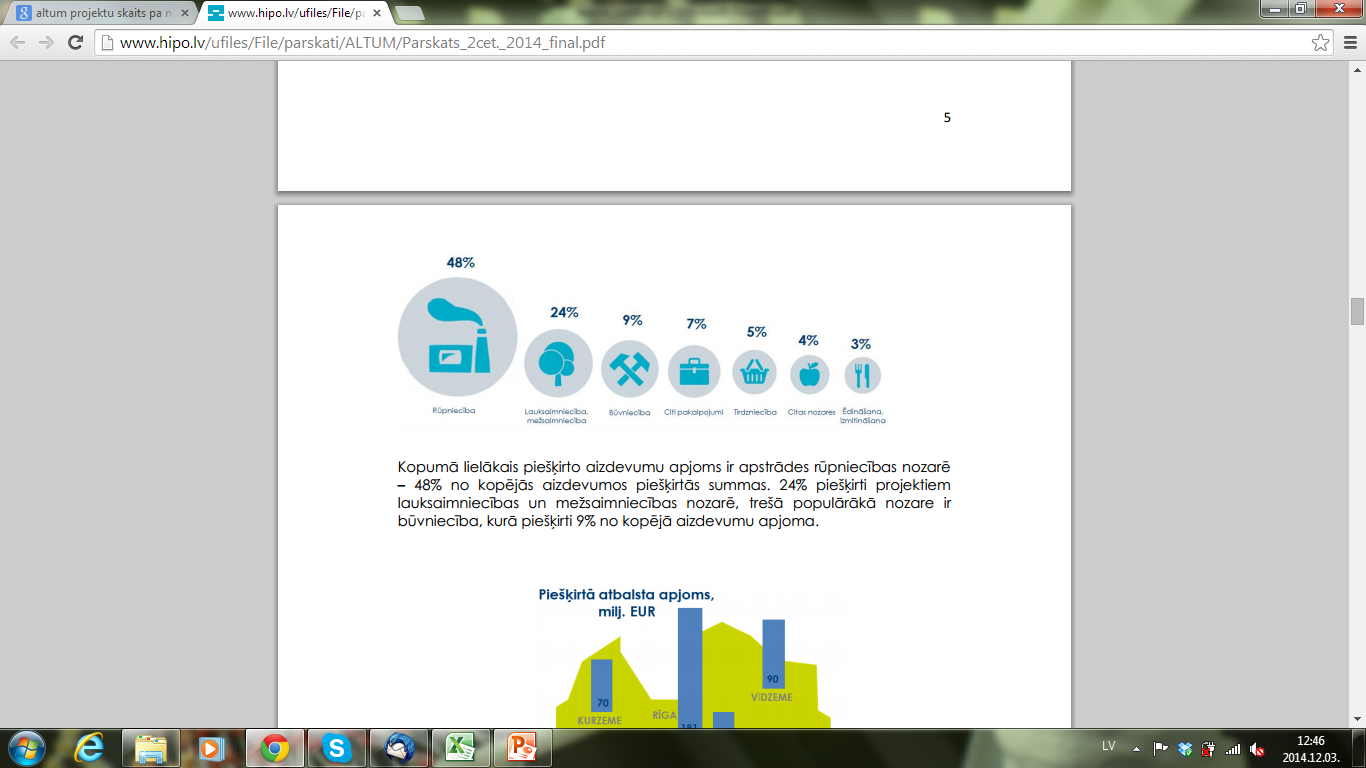 altum projektu skaits pa n
www.hipo.lv/ufiles/File/pa
www.hipo.lv/ufiles/File/parskati/ALTUM/Parskats_2cet._2014_final.pdf
5
48%
24%
9%
7%
5%
4%
3%
Rūpniecība
Lauksaimniecība,
mežsaimniecība
Būvniecība
Citi pakalpojumi
Tirdzniecība
Citas nozares
Ēdināšana,
izmitināšana
Kopumā lielākais piešķirto aizdevumu apjoms ir apstrādes rūpniecības nozarē
– 48% no kopējās aizdevumos piešķirtās summas. 24% piešķirti projektiem
lauksaimniecības un mežsaimniecības nozarē, trešā populārākā nozare ir
būvniecība, kurā piešķirti 9% no kopējā aizdevumu apjoma.
Piešķirtā atbalsta apjoms,
milj. EUR
90
VIDZEME
70
KURZEME
RĪGA
181
LV
12:46
2014.12.03.